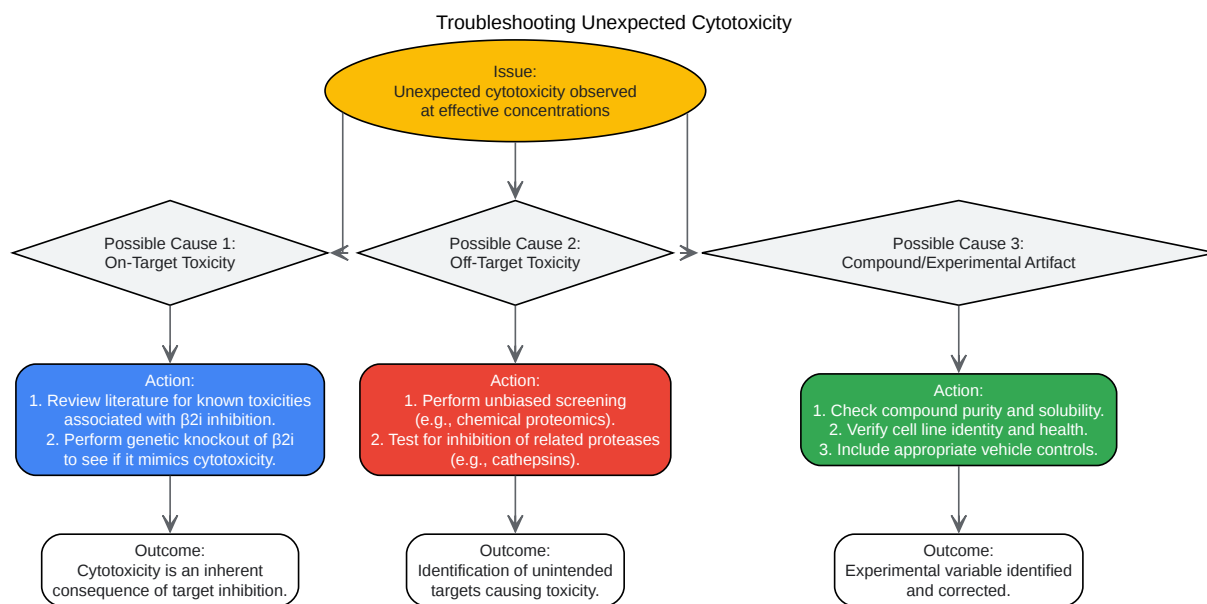 Troubleshooting Unexpected Cytotoxicity
Issue:
Unexpected cytotoxicity observed
at effective concentrations
Possible Cause 1:
On-Target Toxicity
Possible Cause 2:
Off-Target Toxicity
Possible Cause 3:
Compound/Experimental Artifact
Action:
1. Review literature for known toxicities
associated with β2i inhibition.
2. Perform genetic knockout of β2i
to see if it mimics cytotoxicity.
Action:
1. Perform unbiased screening
(e.g., chemical proteomics).
2. Test for inhibition of related proteases
(e.g., cathepsins).
Action:
1. Check compound purity and solubility.
2. Verify cell line identity and health.
3. Include appropriate vehicle controls.
Outcome:
Cytotoxicity is an inherent
consequence of target inhibition.
Outcome:
Identification of unintended
targets causing toxicity.
Outcome:
Experimental variable identified
and corrected.